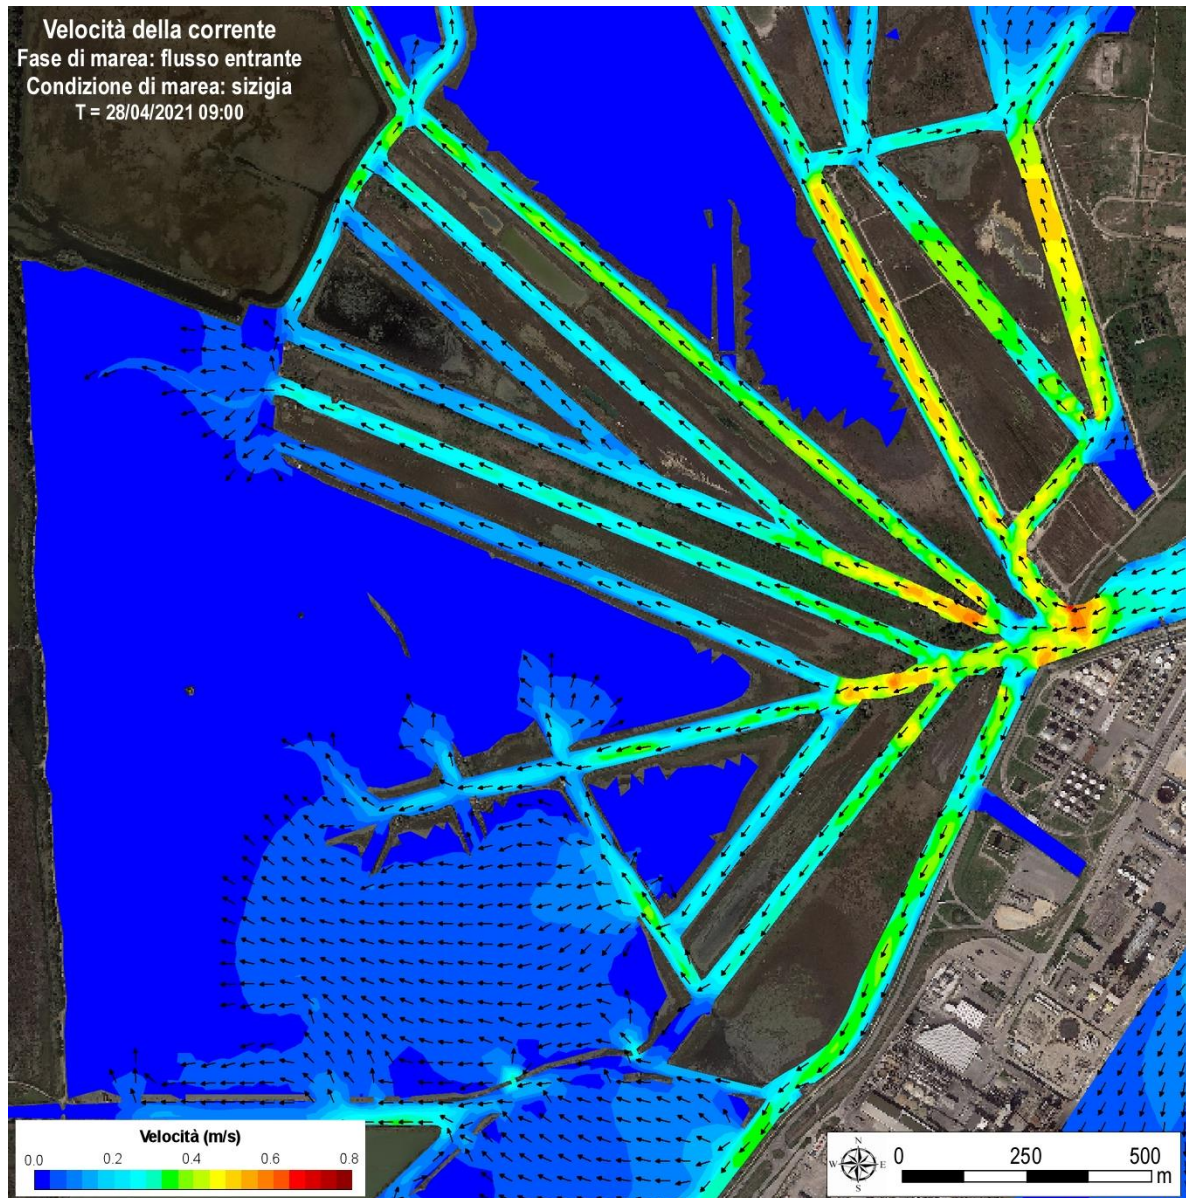 Velocità della corrente
Fase di marea: flusso entrante
Condizione di marea: sizigia
T = 28/04/2021 09:00
Velocità (m/s)
0.0 0.2 0.4 0.6 0.8
N
W E
S
0 250 500
m